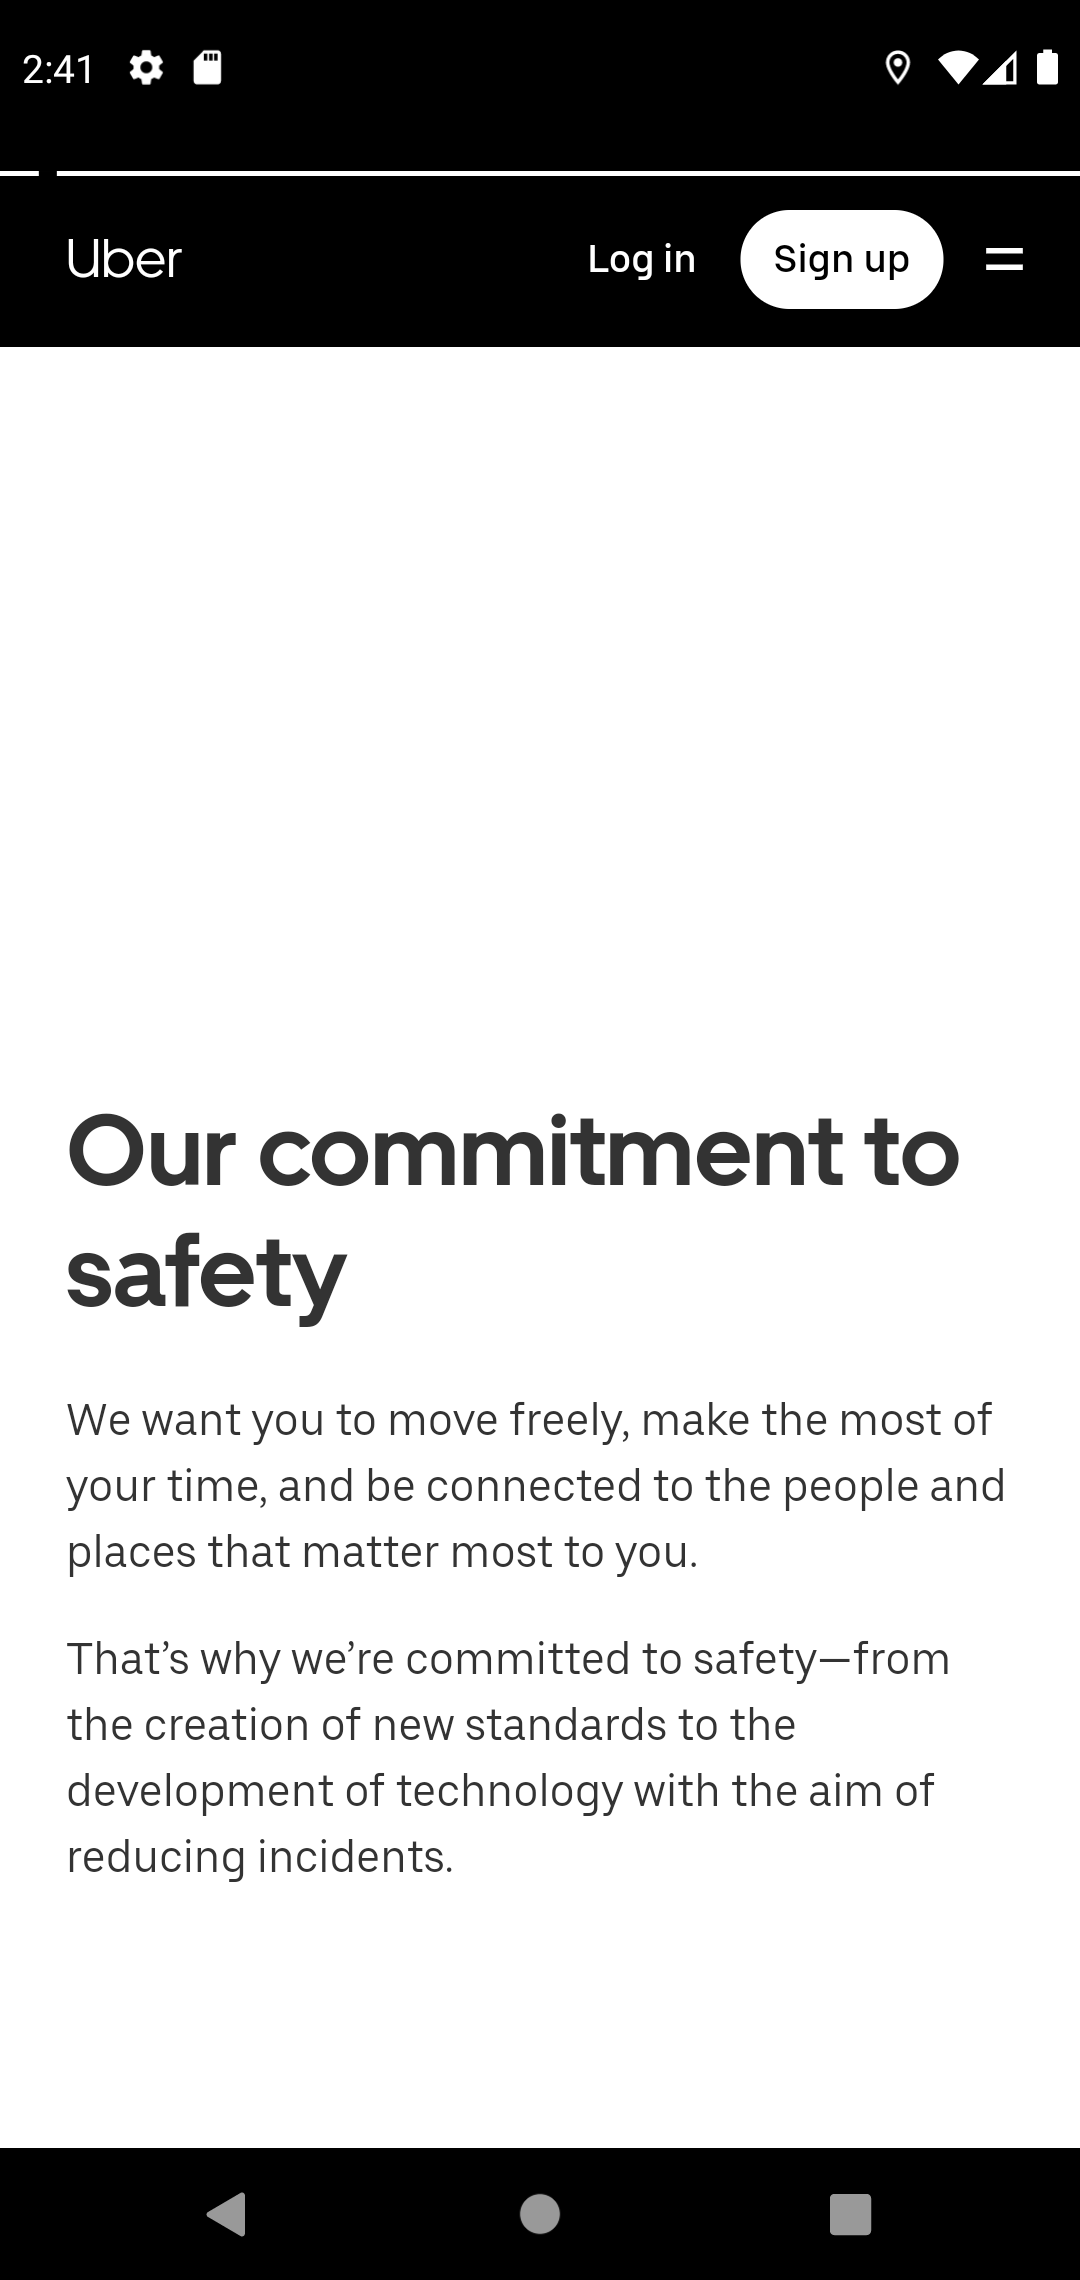 2:41
Uber
Log in
Sign up
Our commitment to
safety
We want you to move freely, make the most of
your time, and be connected to the people and
places that matter most to you.
That’s why we’re committed to safety—from
the creation of new standards to the
development of technology with the aim of
reducing incidents.